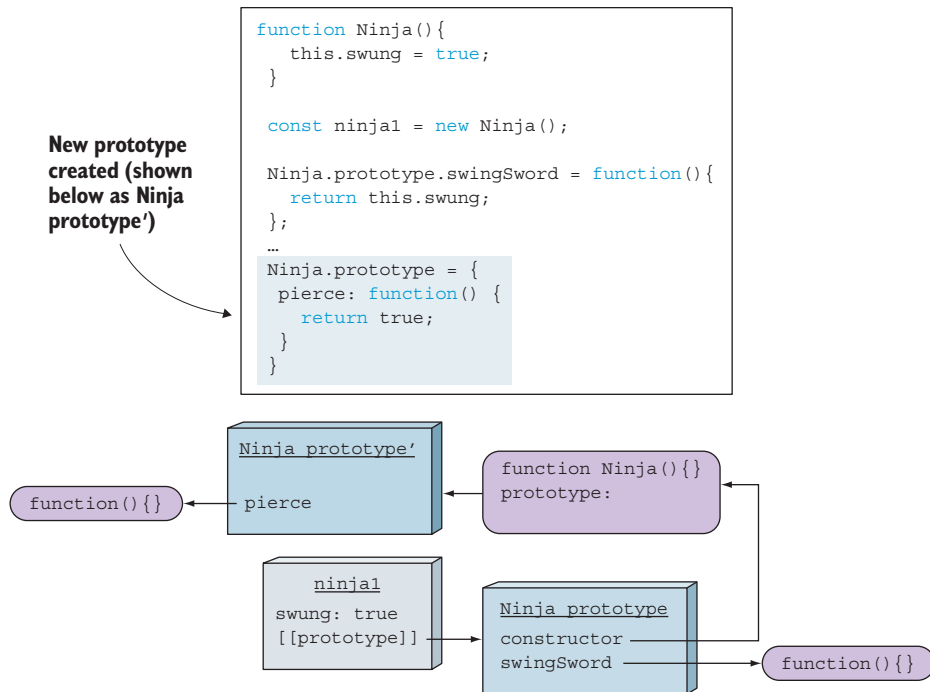 function Ninja(){
this.swung = true;
}
const ninja1 = new Ninja();
Ninja.prototype.swingSword = function(){
return this.swung;
};
…
Ninja.prototype = {
pierce: function() {
return true;
}
}
New prototype
created (shown
below as Ninja
prototype′)
Ninja prototype′
pierce
function(){}
function Ninja(){}
prototype:
ninja1
swung: true
[[prototype]]
Ninja prototype
constructor
swingSword
function(){}